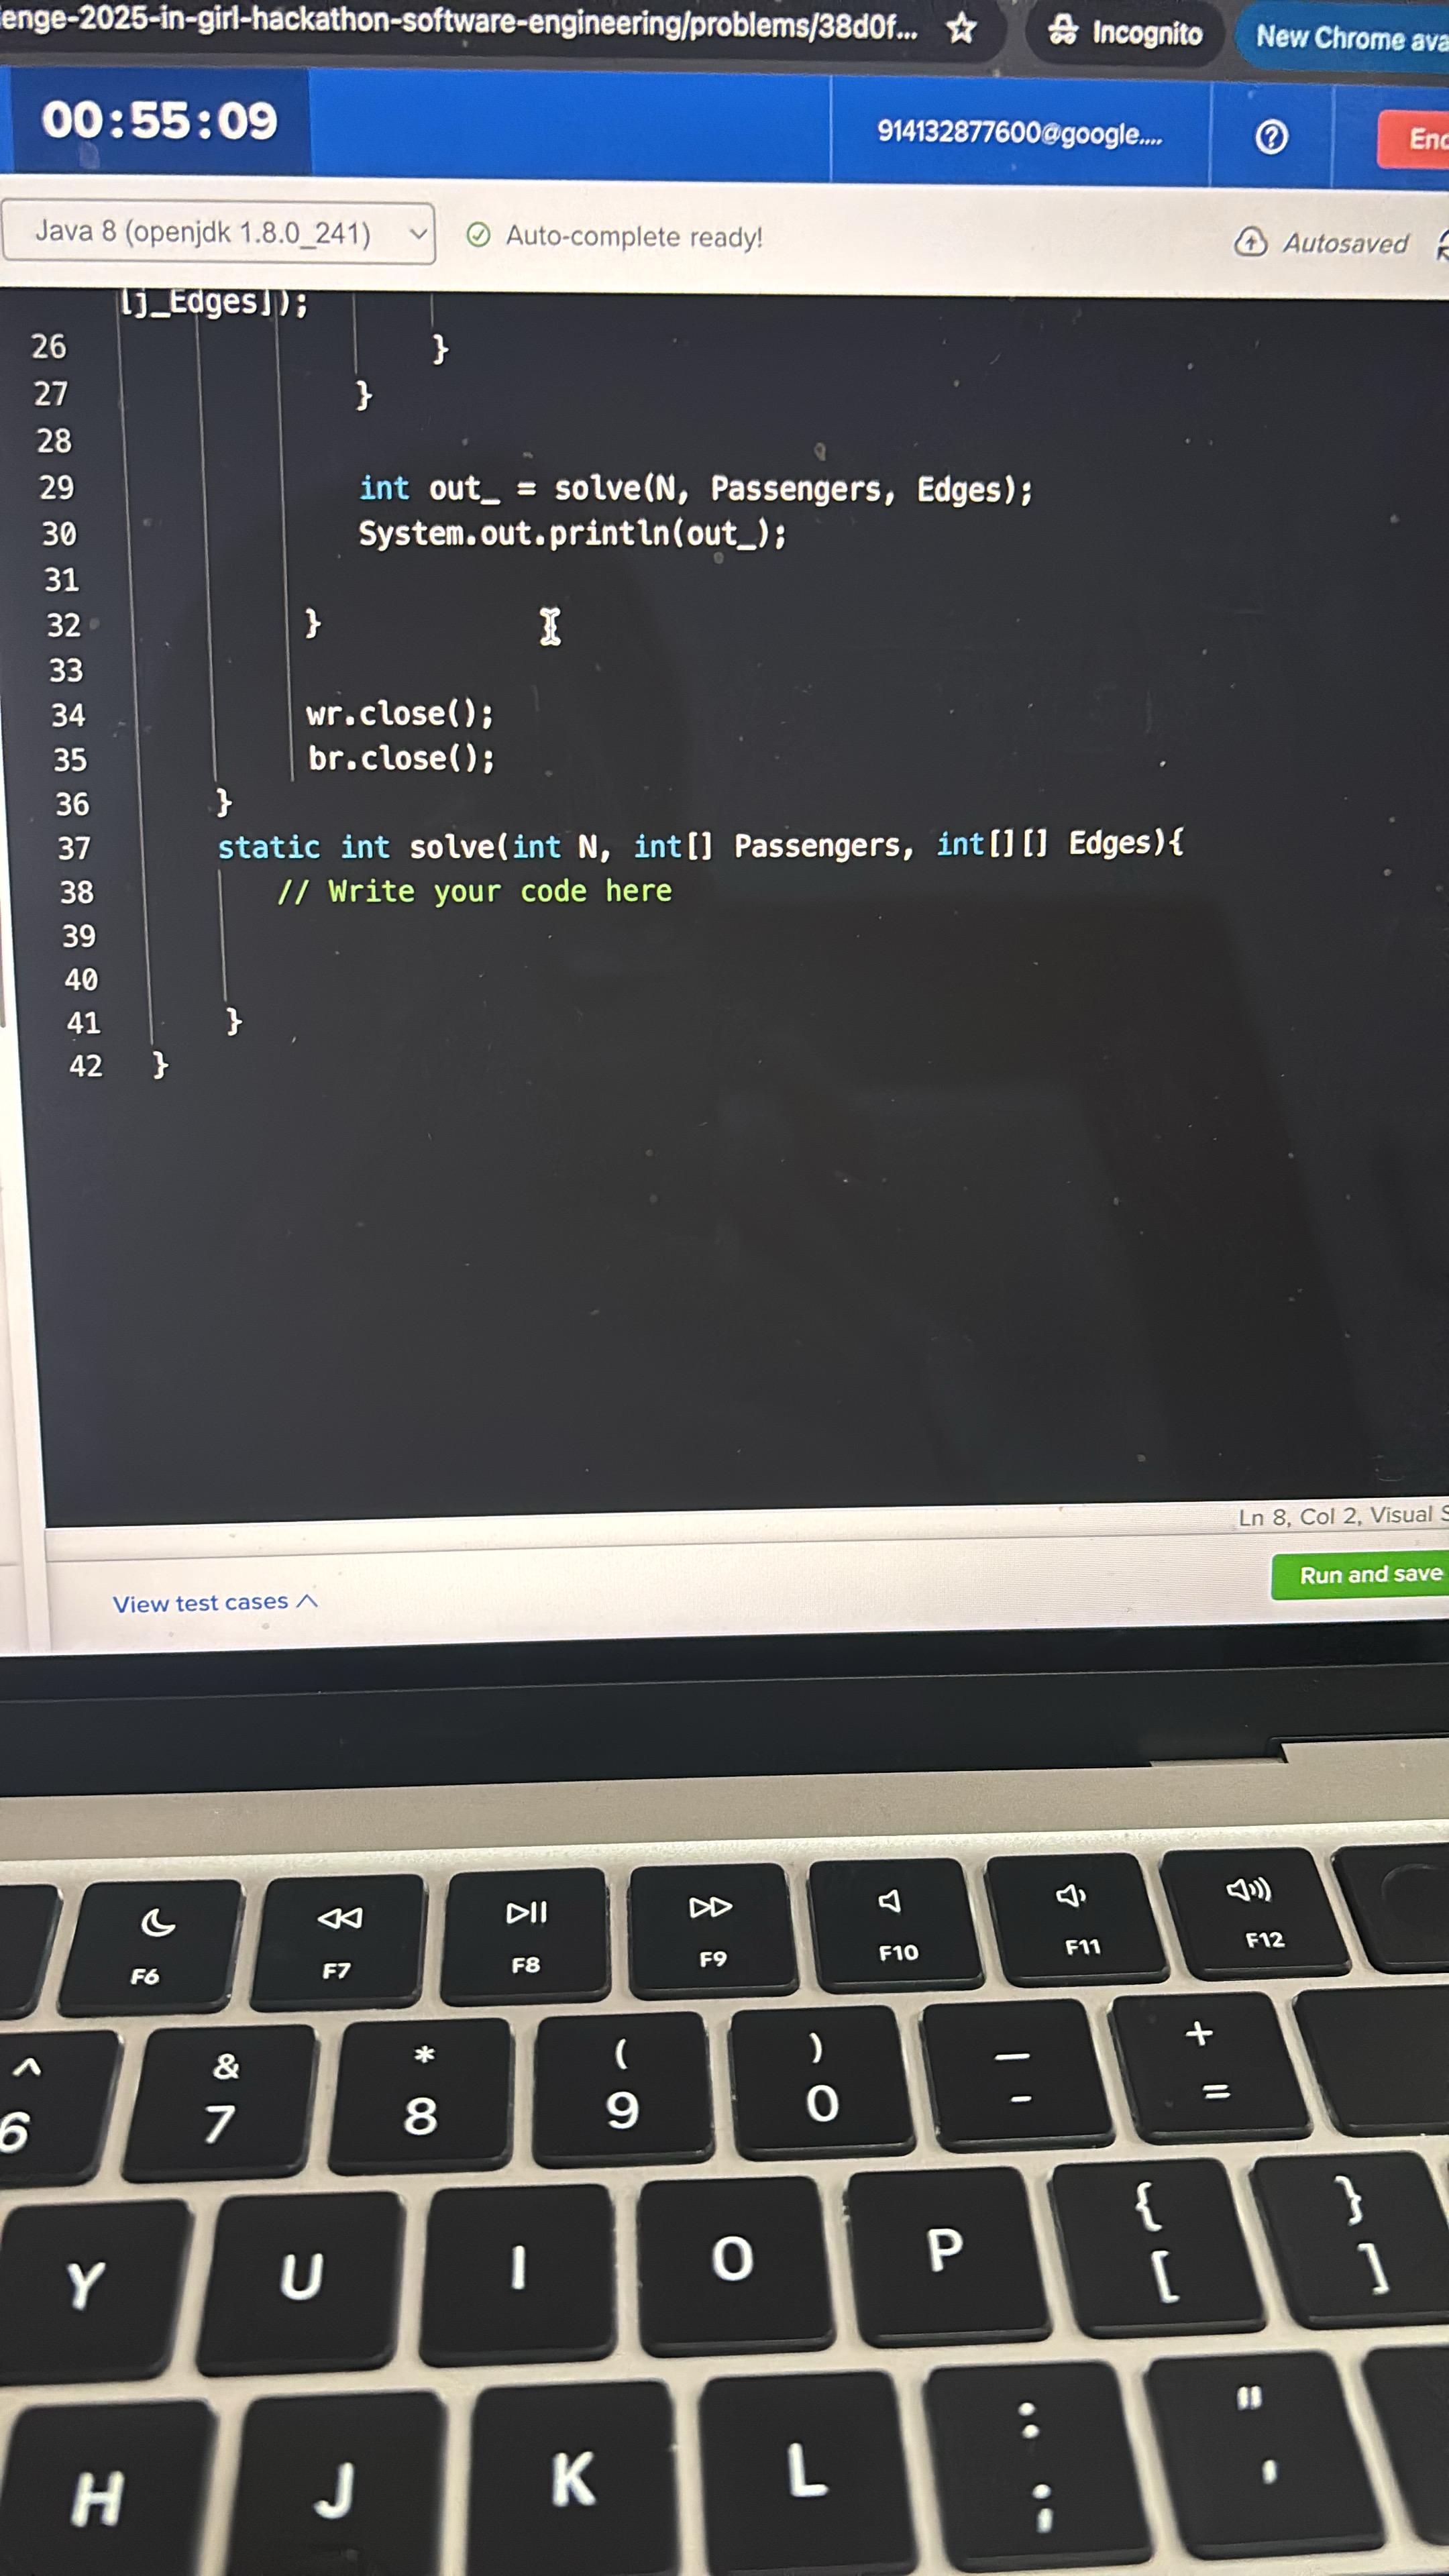 enge-2025-in-girl-hackathon-software-engineering/problems/38d0f... Incognito New Chrome ava
00:55:09 914132877600@google.... End
Java 8 (openjdk 1.8.0_241) Auto-complete ready! Autosaved
[j_Edges]);
26 }
27 }
28
29 int out_ = solve(N, Passengers, Edges);
30 System.out.println(out_);
31
32 }
33
34 wr.close();
35 br.close();
36 }
37 static int solve(int N, int[] Passengers, int[][] Edges){
38 // Write your code here
39
40
41 }
42 }
Ln 8, Col 2, Visual S
View test cases Run and save
F6 F7 F8 F9 F10 F11 F12
^ & * ( ) — +
6 7 8 9 0 - =
{ }
Y U I O P [ ]
: "
H J K L ; '